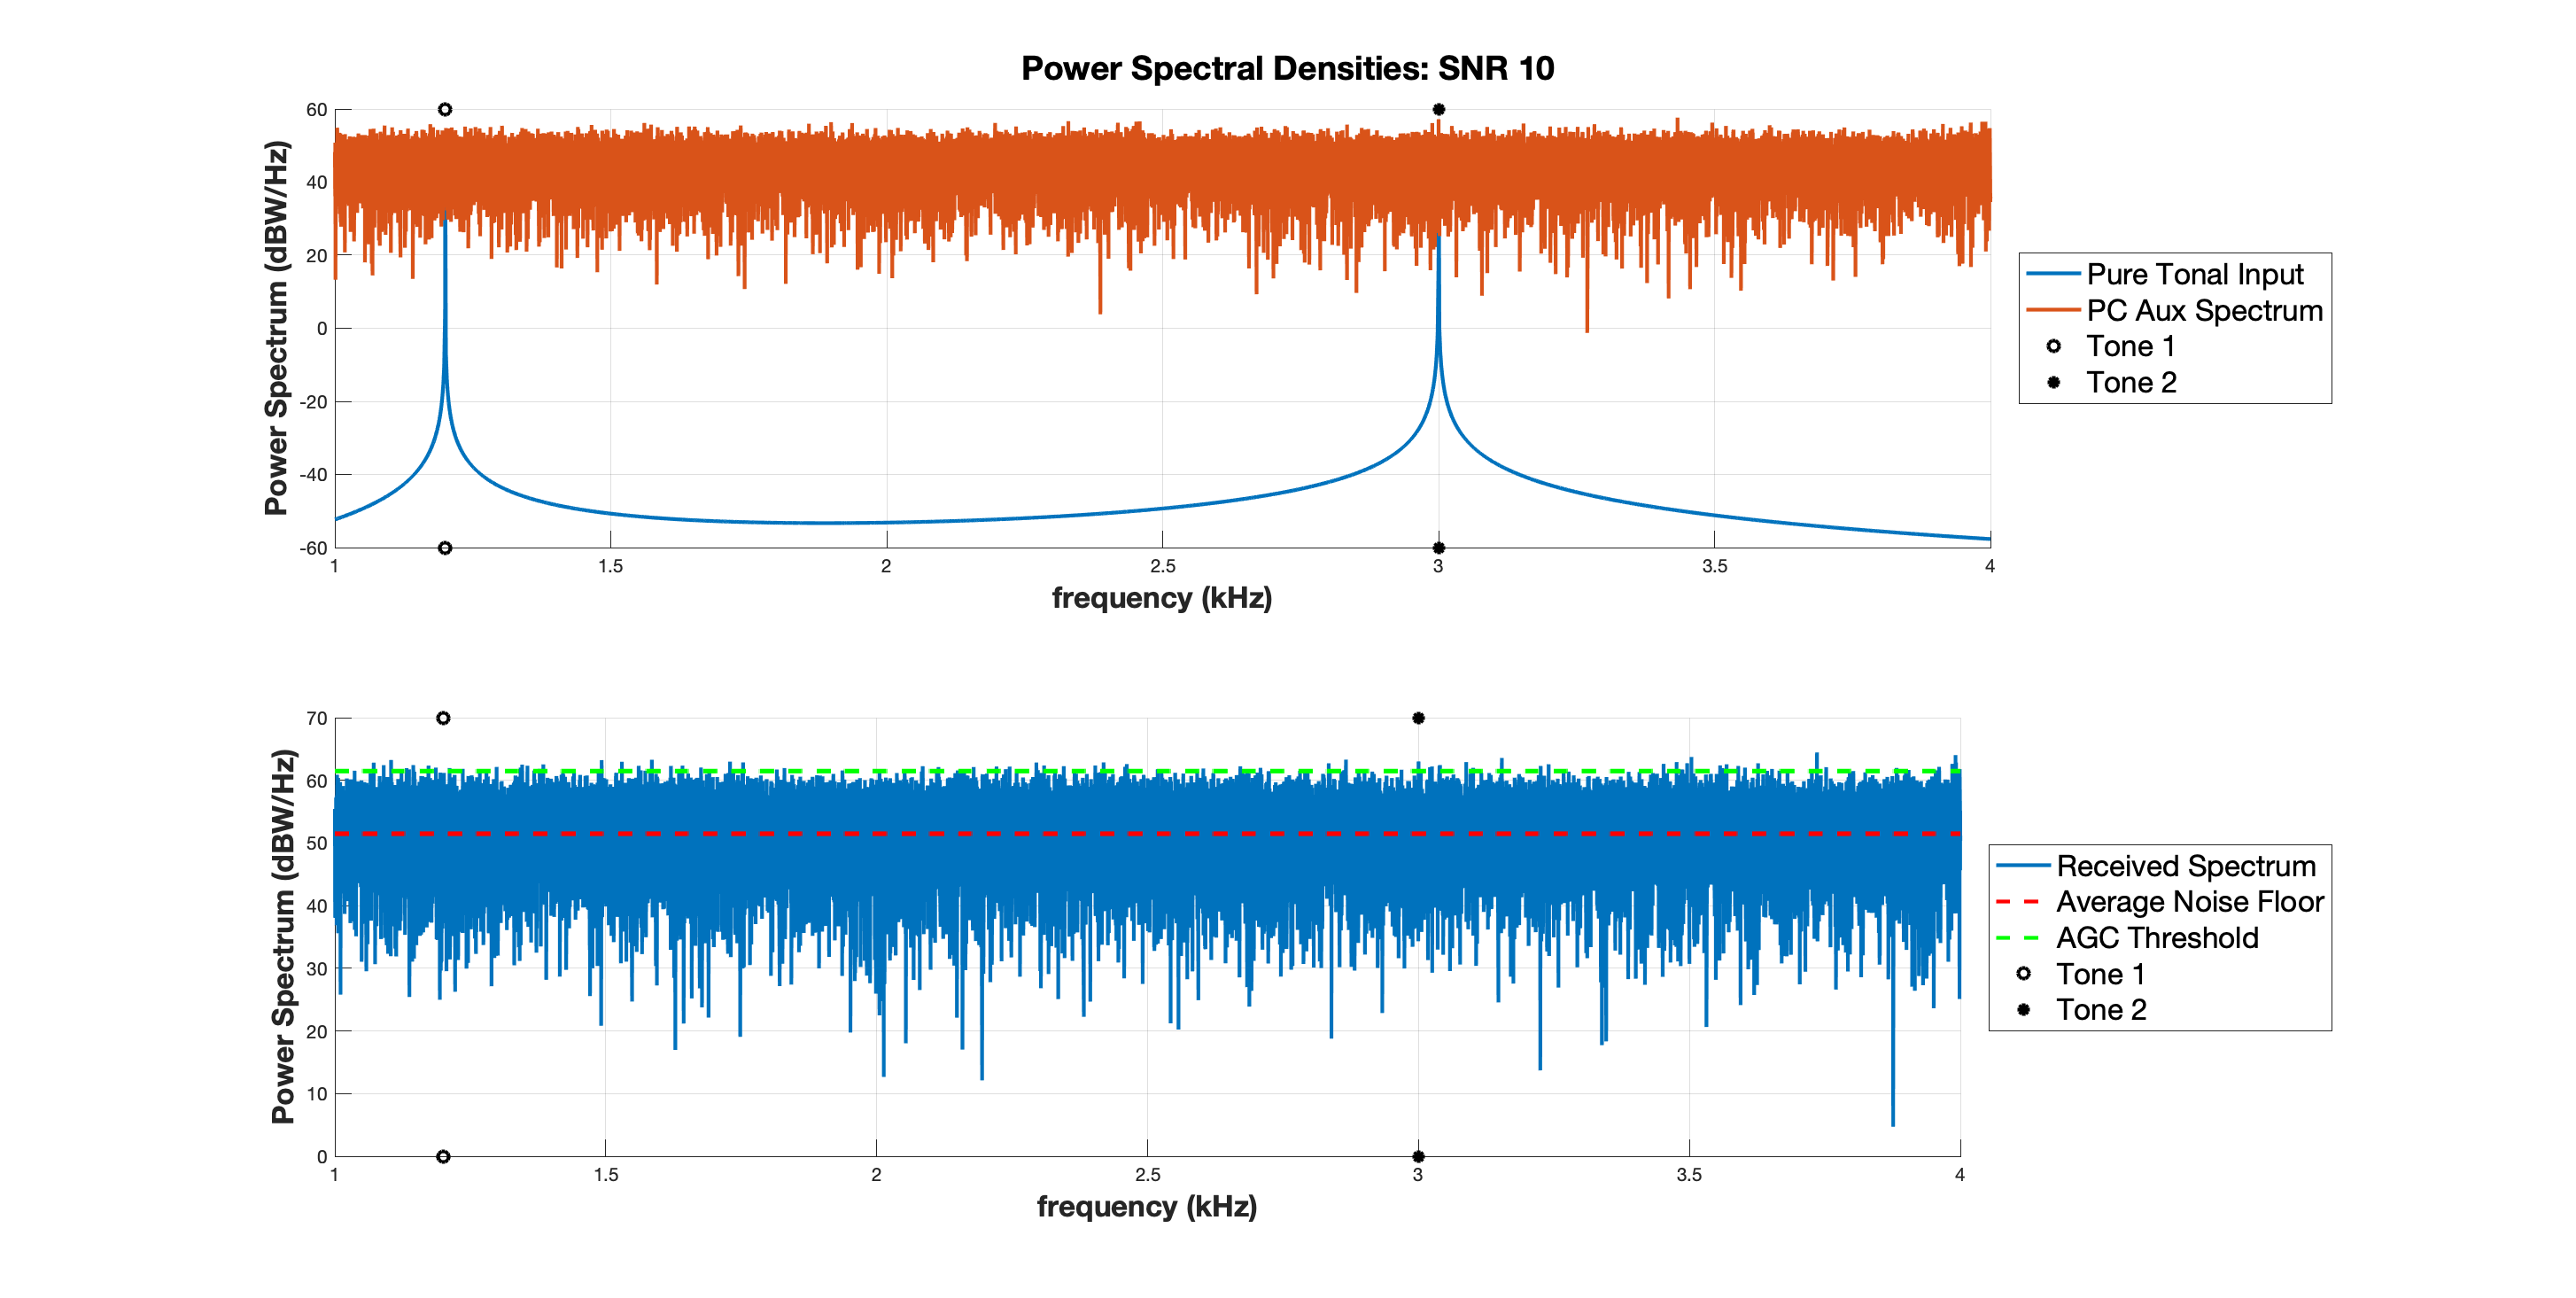 Power Spectral Densities: SNR 10
Power Spectrum (dBW/Hz)
60
40
20
0
-20
-40
-60
1
1.5
2
2.5
3
3.5
4
frequency (kHz)
Pure Tonal Input
PC Aux Spectrum
Tone 1
Tone 2
Power Spectrum (dBW/Hz)
70
60
50
40
30
20
10
0
1
1.5
2
2.5
3
3.5
4
frequency (kHz)
Received Spectrum
Average Noise Floor
AGC Threshold
Tone 1
Tone 2